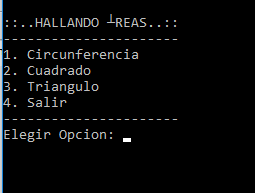 ::..HALLANDO ┴REAS..::
----------------------
1. Circunferencia
2. Cuadrado
3. Triangulo
4. Salir
----------------------
Elegir Opcion: